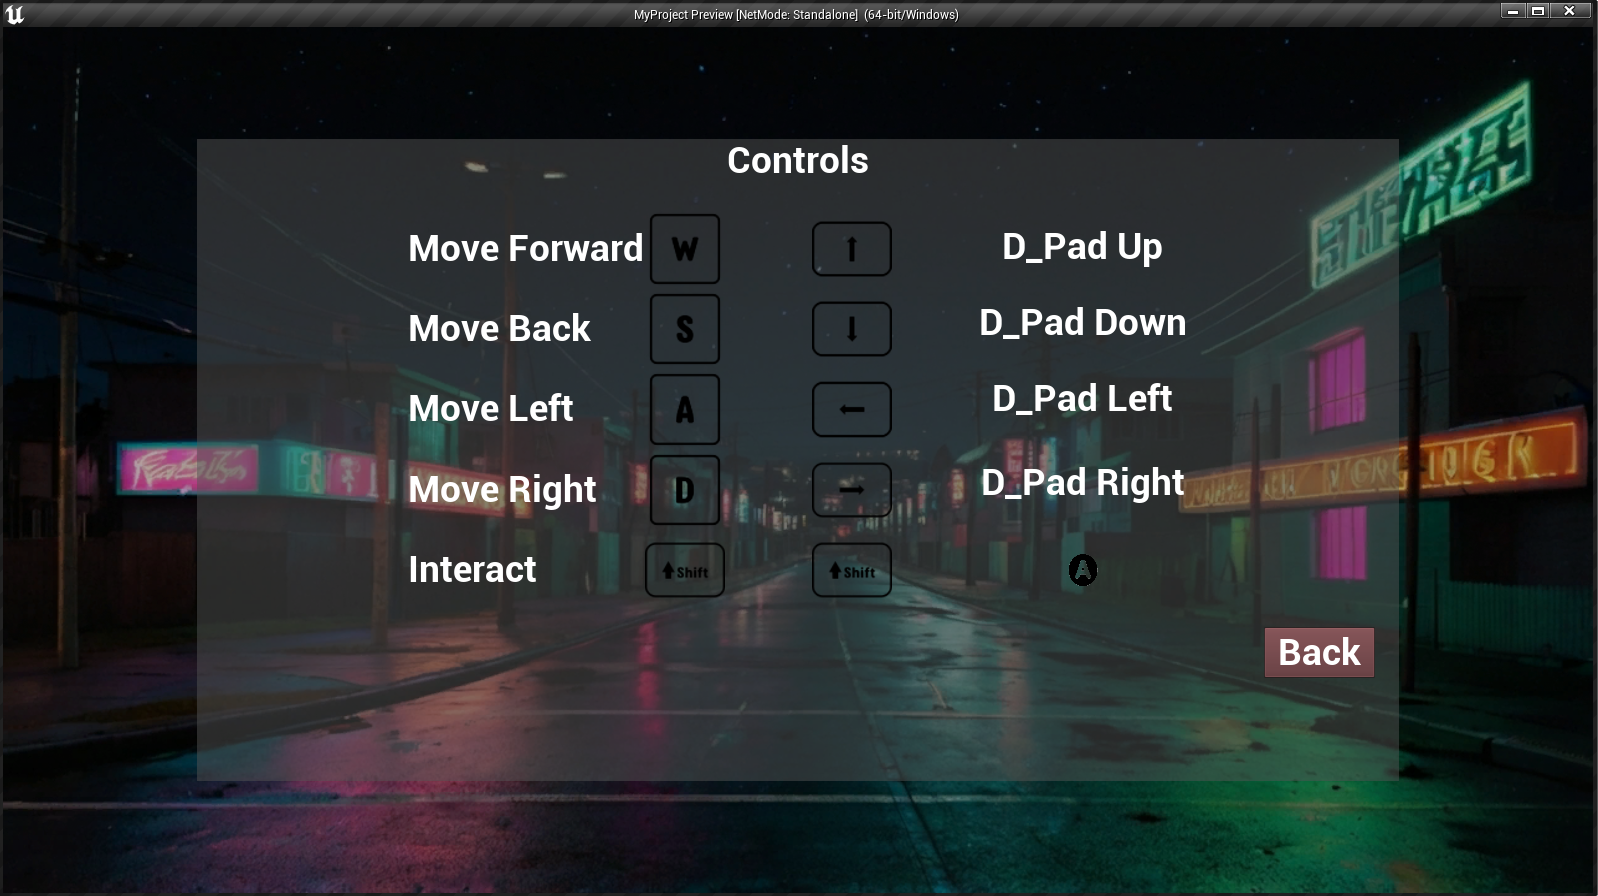 MyProject Preview [NetMode: Standalone] (64-bit/Windows)
Controls
Move Forward W ↑ D_Pad Up
Move Back S ↓ D_Pad Down
Move Left A ← D_Pad Left
Move Right D → D_Pad Right
Interact Shift Shift A
Back